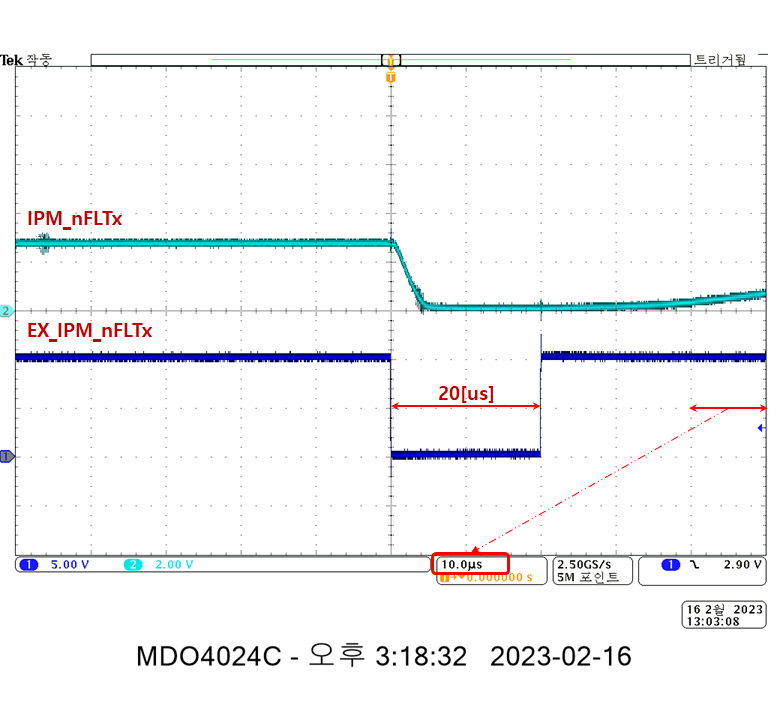 Tek 작동
트리거됨
T
T
IPM_nFLTx
2
EX_IPM_nFLTx
20[us]
1
1 5.00 V 2 2.00 V 10.0µs 2.50GS/s 1 2.90 V
0.000000 s 5M 포인트
16 2월 2023
13:03:08
MDO4024C - 오후 3:18:32 2023-02-16